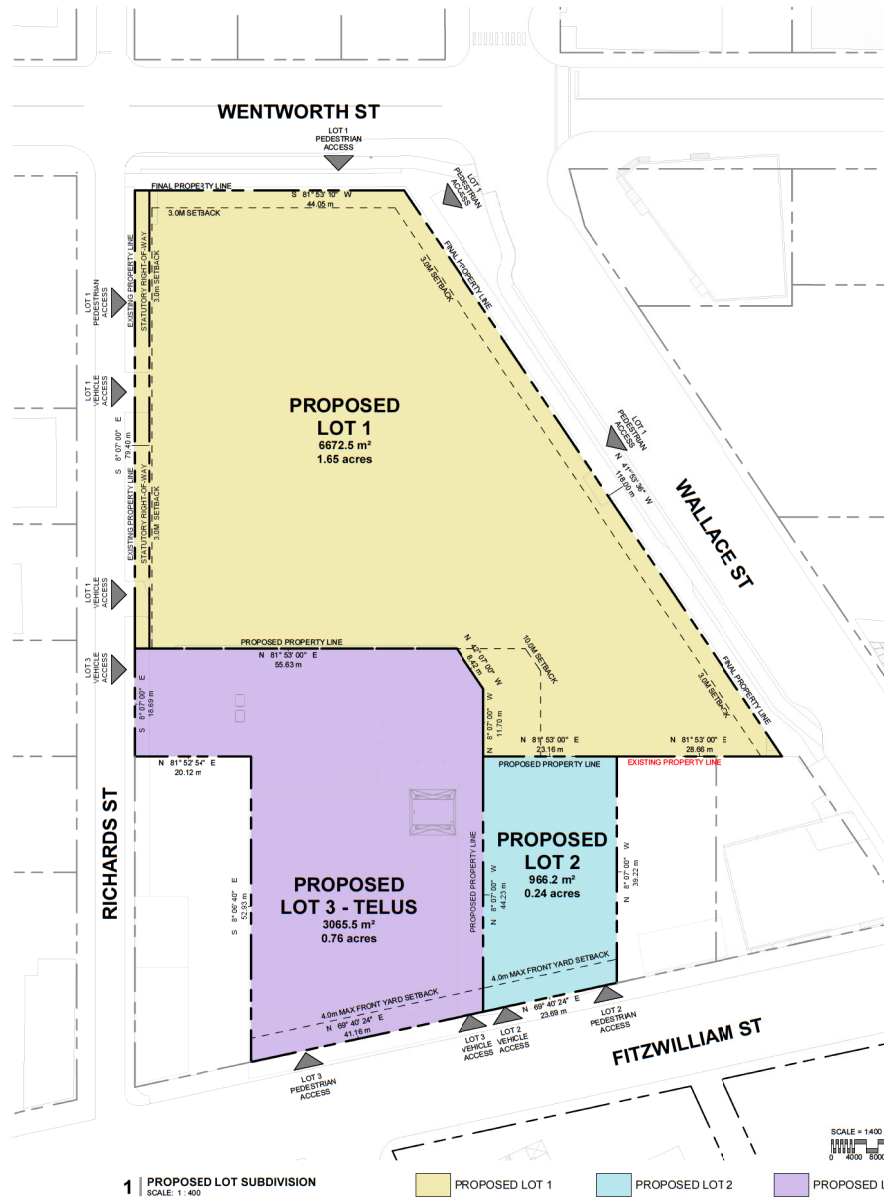 WENTWORTH ST
LOT 1
PEDESTRIAN
ACCESS
LOT 1
PEDESTRIAN
ACCESS
FINAL PROPERTY LINE
S 81° 53' 10" W
44.05 m
3.0M SETBACK
FINAL PROPERTY LINE
3.0M SETBACK
EXISTING PROPERTY LINE
STATUTORY RIGHT-OF-WAY
3.0m SETBACK
LOT 1
PEDESTRIAN
ACCESS
LOT 1
VEHICLE
ACCESS
PROPOSED
LOT 1
6672.5 m²
1.65 acres
LOT 1
PEDESTRIAN
ACCESS
S 8° 07' 00" E
79.40 m
N 41° 53' 36" W
118.00 m
WALLACE ST
EXISTING PROPERTY LINE
STATUTORY RIGHT-OF-WAY
3.0M SETBACK
LOT 1
VEHICLE
ACCESS
LOT 3
VEHICLE
ACCESS
PROPOSED PROPERTY LINE
N 81° 53' 00" E
55.63 m
N 42° 07' 00" W
8.42 m
10.0M SETBACK
FINAL PROPERTY LINE
3.0M SETBACK
S 8° 07' 00" E
18.69 m
N 8° 07' 00" W
11.70 m
N 81° 53' 00" E
23.16 m
N 81° 53' 00" E
28.66 m
N 81° 52' 54" E
20.12 m
PROPOSED PROPERTY LINE
EXISTING PROPERTY LINE
RICHARDS ST
PROPOSED
LOT 2
966.2 m²
0.24 acres
PROPOSED PROPERTY LINE
N 8° 07' 00" W
44.23 m
N 8° 07' 00" W
39.22 m
S 8° 06' 40" E
52.93 m
PROPOSED
LOT 3 - TELUS
3065.5 m²
0.76 acres
4.0m MAX FRONT YARD SETBACK
4.0m MAX FRONT YARD SETBACK
N 69° 40' 24" E
41.16 m
N 69° 40' 24" E
23.69 m
LOT 3
VEHICLE
ACCESS
LOT 2
VEHICLE
ACCESS
LOT 2
PEDESTRIAN
ACCESS
LOT 3
PEDESTRIAN
ACCESS
FITZWILLIAM ST
SCALE = 1:400
0 4000 8000
1 PROPOSED LOT SUBDIVISION
SCALE: 1 : 400
PROPOSED LOT 1
PROPOSED LOT 2
PROPOSED L